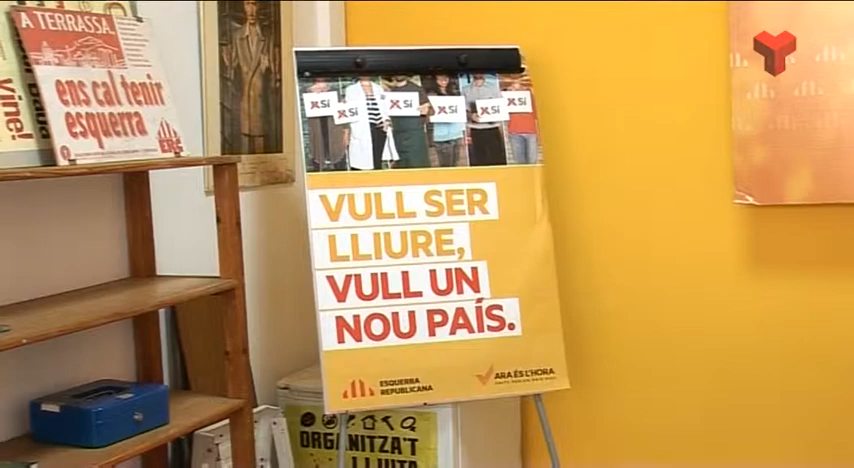 A TERRASSA,
ens cal tenir
esquerra
ERC
Vine!
xSí xSí xSí xSí xSí xSí
VULL SER
LLIURE,
VULL UN
NOU PAÍS.
ESQUERRA
REPUBLICANA
ARA ÉS L'HORA
ORGANITZA'T
LLUITA